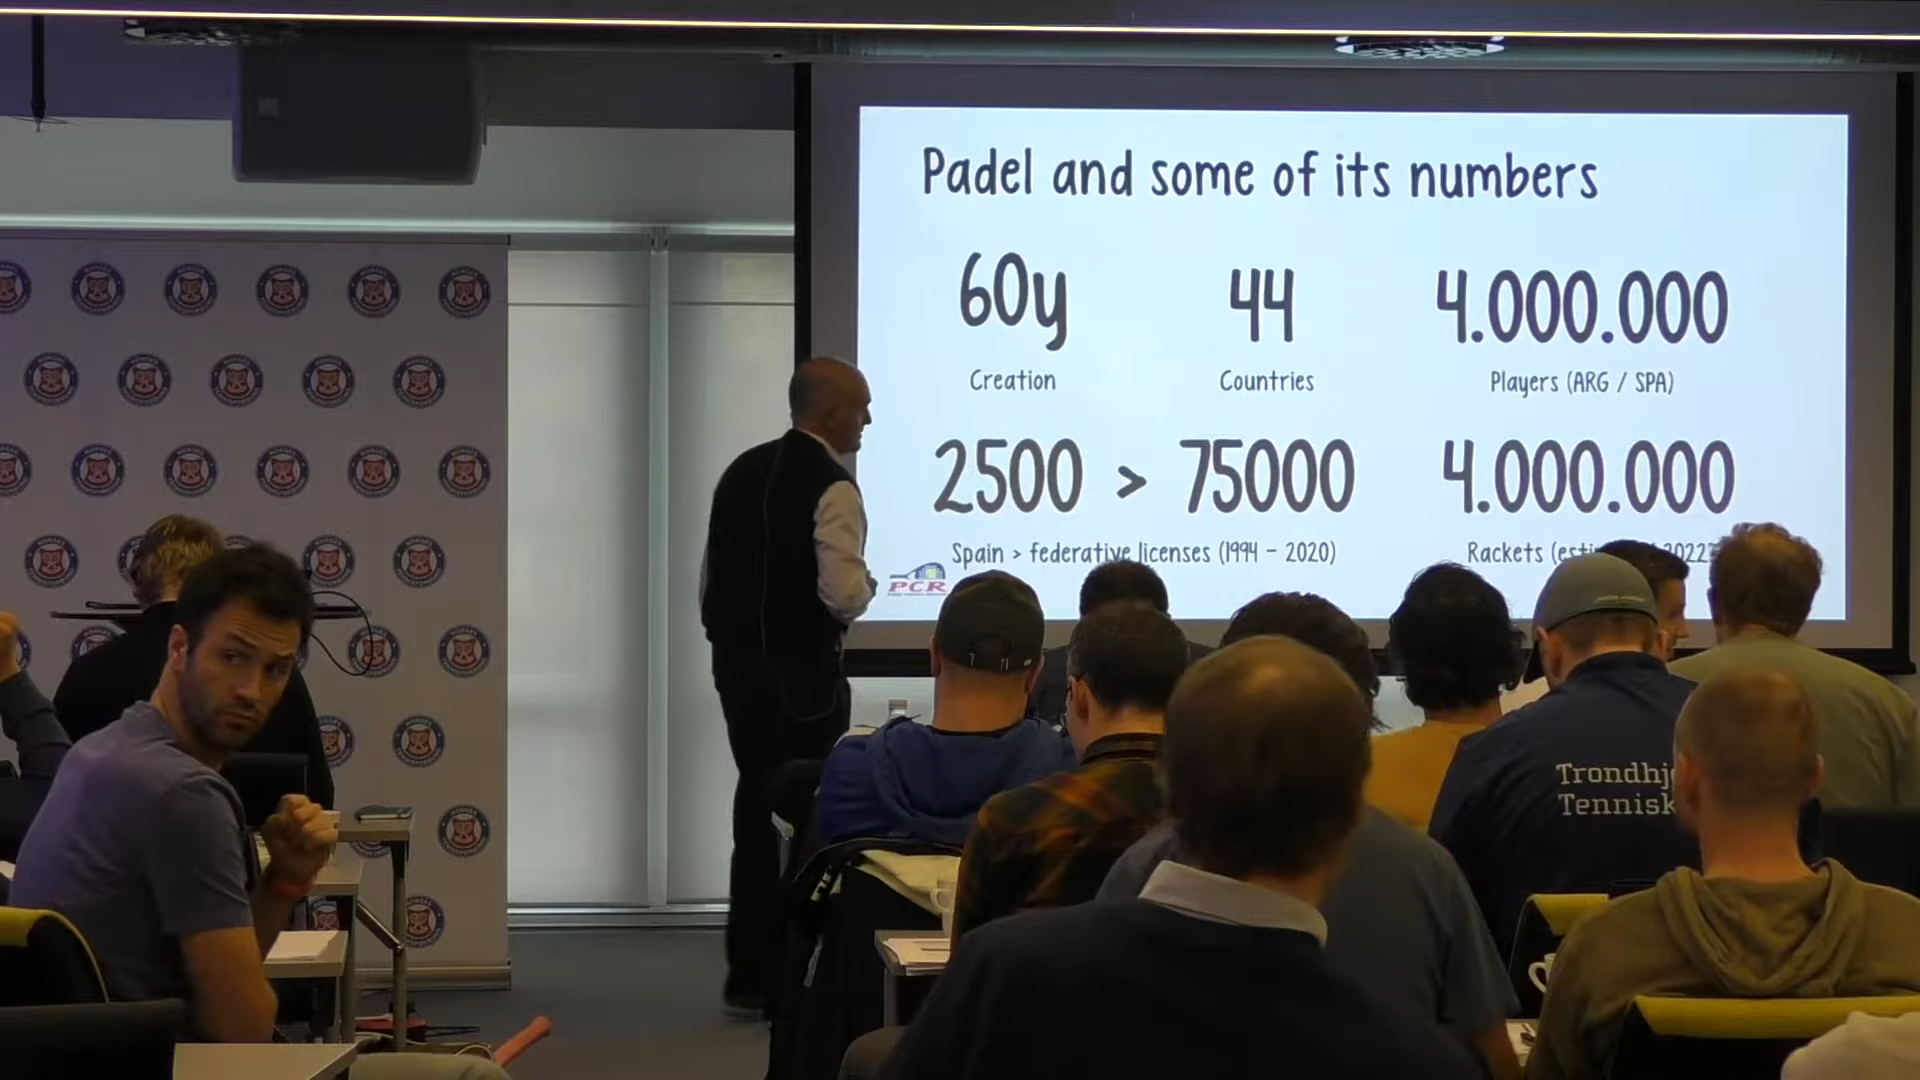 Padel and some of its numbers
60y
44
4.000.000
Creation
Countries
Players (ARG / SPA)
2500 > 75000
4.000.000
Spain > federative licenses (1994 - 2020)
Rackets 2022
PCR
Trondhj
Tennisk